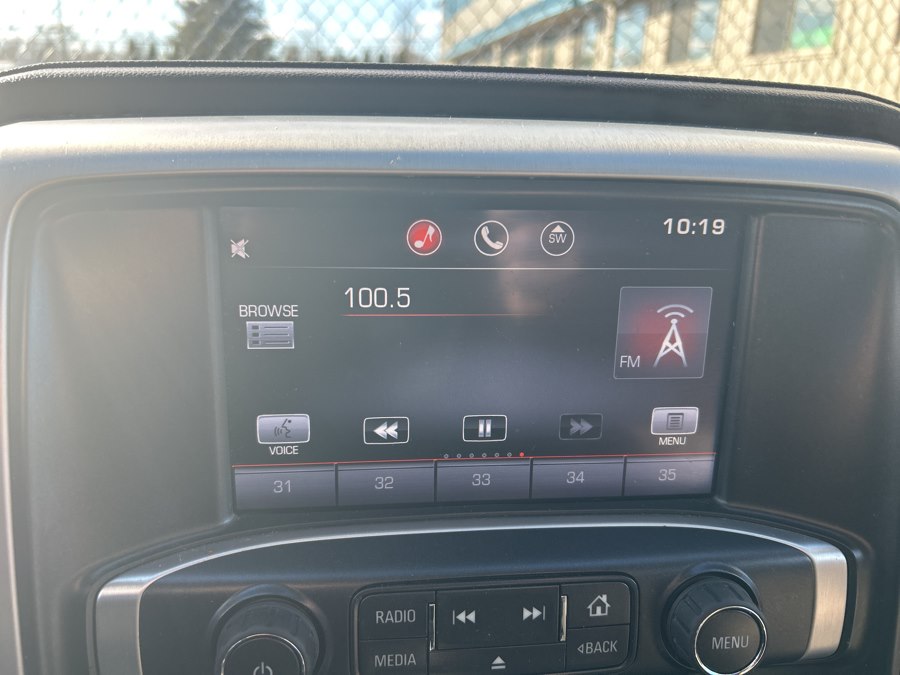 SW
10:19
100.5
BROWSE
FM
VOICE
MENU
31 32 33 34 35
RADIO
MEDIA
◁BACK
MENU